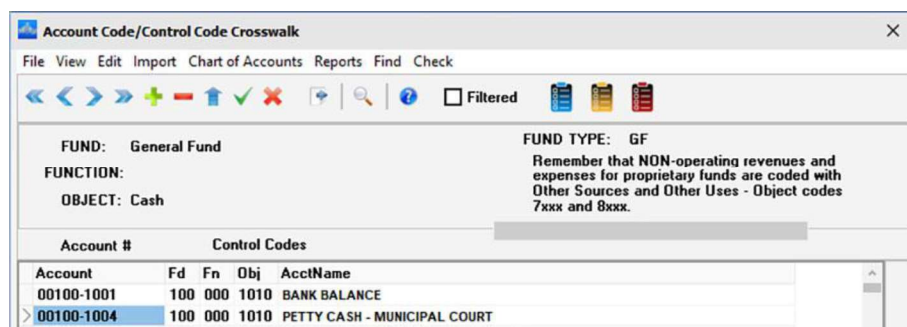 Account Code/Control Code Crosswalk
File View Edit Import Chart of Accounts Reports Find Check
Filtered
FUND: General Fund
FUND TYPE: GF
Remember that NON-operating revenues and
expenses for proprietary funds are coded with
Other Sources and Other Uses - Object codes
7xxx and 8xxx.
FUNCTION:
OBJECT: Cash
Account # Control Codes
Account Fd Fn Obj AcctName
00100-1001 100 000 1010 BANK BALANCE
00100-1004 100 000 1010 PETTY CASH - MUNICIPAL COURT